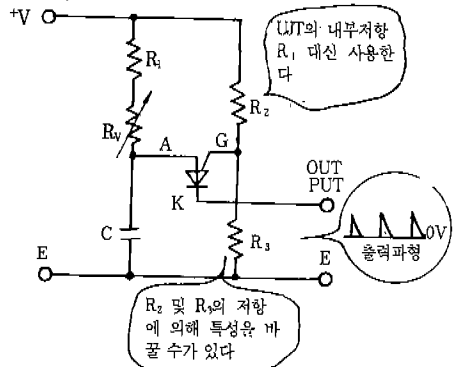 +V
R₁
R_V
A
G
K
C
R₂
R₃
UJT의 내부저항
R₁ 대신 사용한
다
OUT
PUT
0V
출력파형
E
E
R₂ 및 R₃의 저항
에 의해 특성을 바
꿀 수가 있다